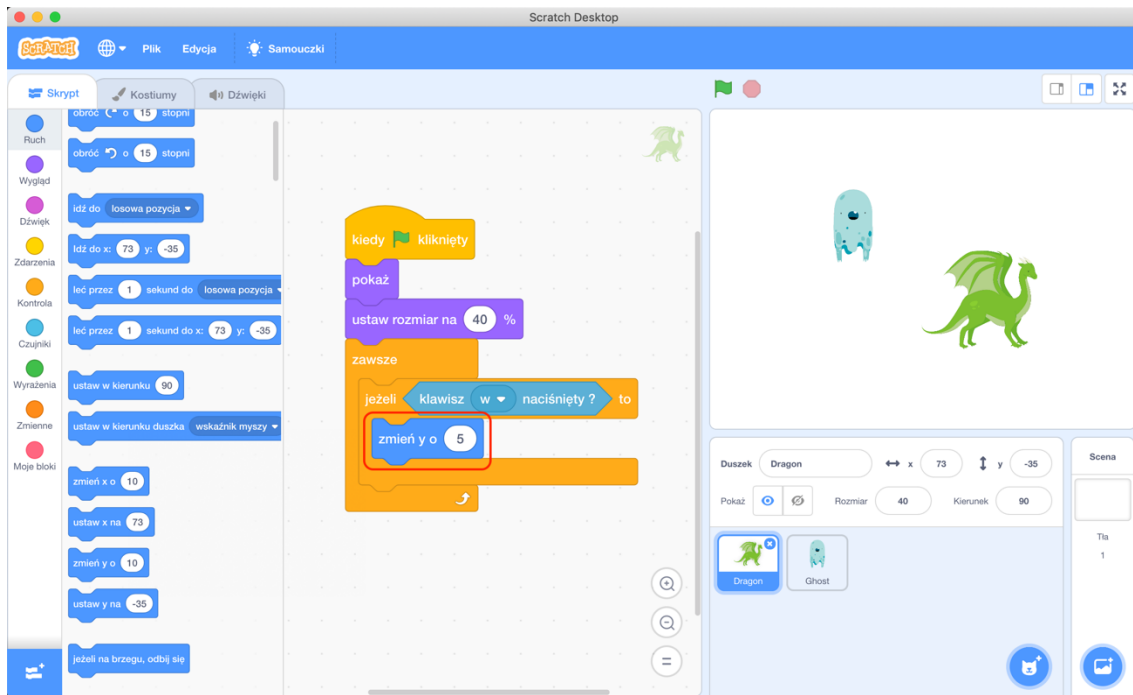 Scratch Desktop
SCRATCH Plik Edycja Samouczki
Skrypt Kostiumy Dźwięki
Ruch
Wygląd
Dźwięk
Zdarzenia
Kontrola
Czujniki
Wyrażenia
Zmienne
Moje bloki
obróć o 15 stopni
obróć o 15 stopni
idź do losowa pozycja
Idź do x: 73 y: -35
leć przez 1 sekund do losowa pozycja
leć przez 1 sekund do x: 73 y: -35
ustaw w kierunku 90
ustaw w kierunku duszka wskaźnik myszy
zmień x o 10
ustaw x na 73
zmień y o 10
ustaw y na -35
jeżeli na brzegu, odbij się
kiedy kliknięty
pokaż
ustaw rozmiar na 40 %
zawsze
jeżeli klawisz w naciśnięty ? to
zmień y o 5
Duszek Dragon x 73 y -35
Pokaż Rozmiar 40 Kierunek 90
Dragon
Ghost
Scena
Tła
1